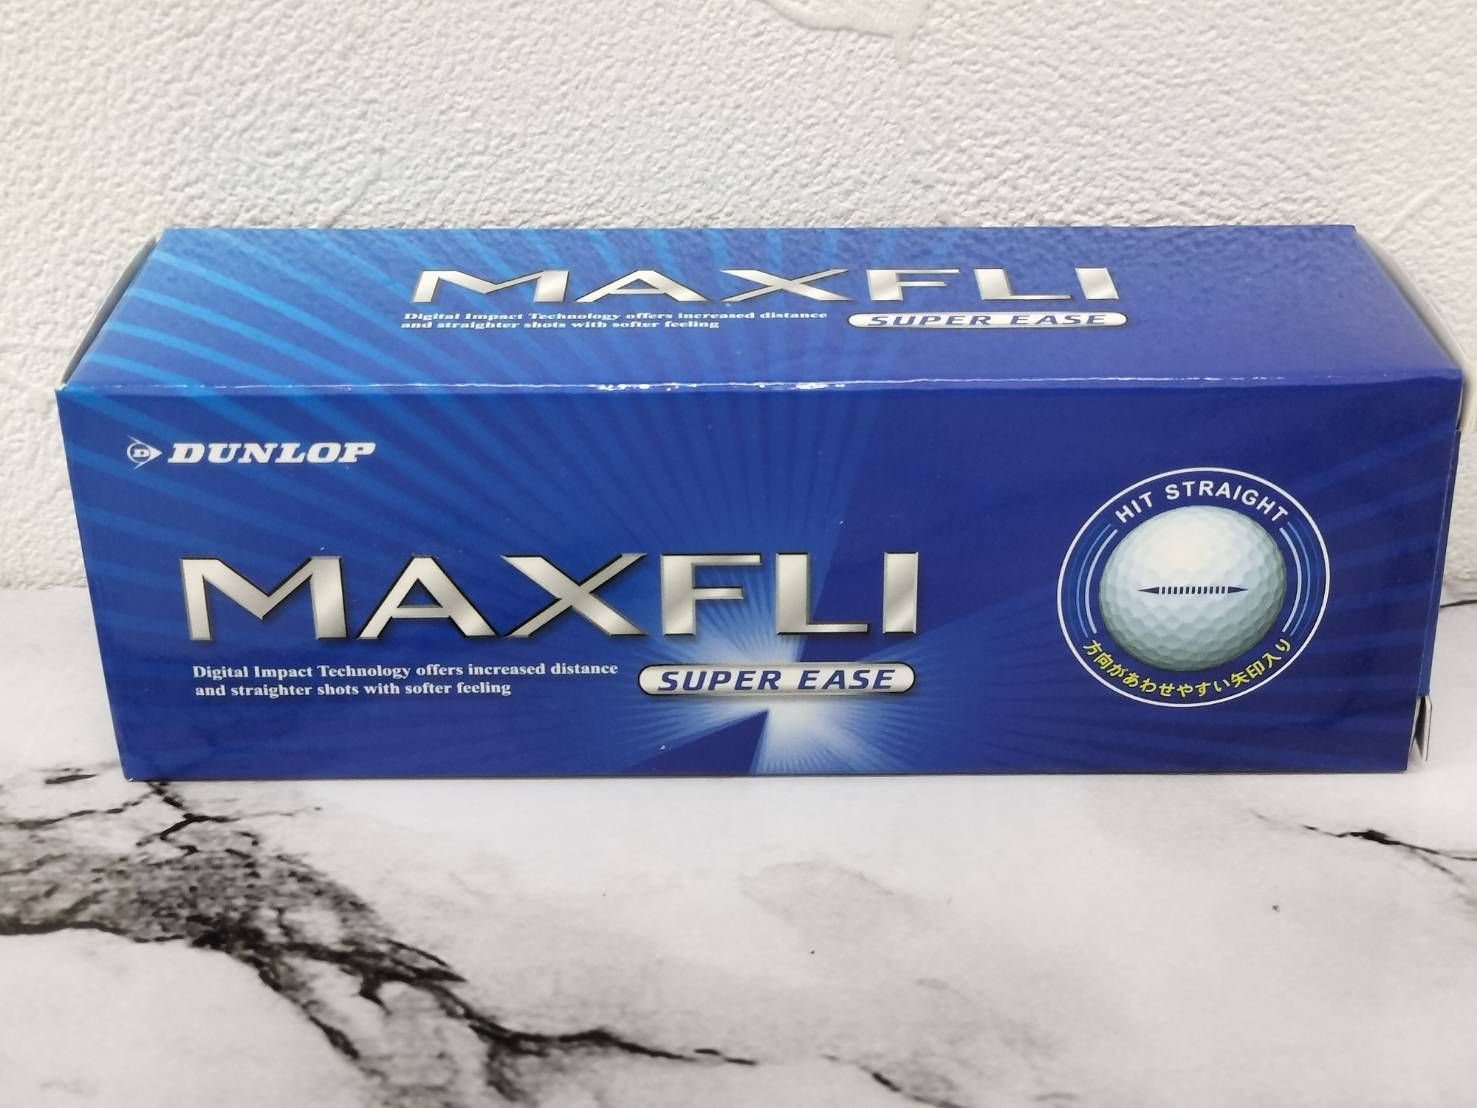 MAXFLI
Digital Impact Technology offers increased distance
and straighter shots with softer feeling
SUPER EASE
D DUNLOP
MAXFLI
Digital Impact Technology offers increased distance
and straighter shots with softer feeling
SUPER EASE
HIT STRAIGHT
方向があわせやすい矢印入り